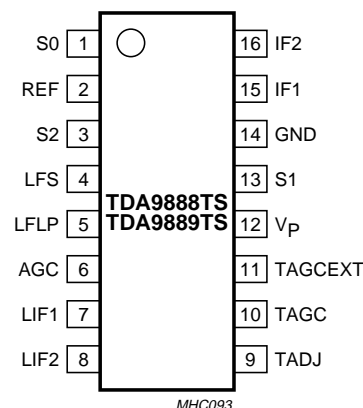 S0 1 16 IF2
REF 2 15 IF1
S2 3 14 GND
LFS 4 13 S1
TDA9888TS
LFLP 5 TDA9889TS 12 VP
AGC 6 11 TAGCEXT
LIF1 7 10 TAGC
LIF2 8 9 TADJ
MHC093